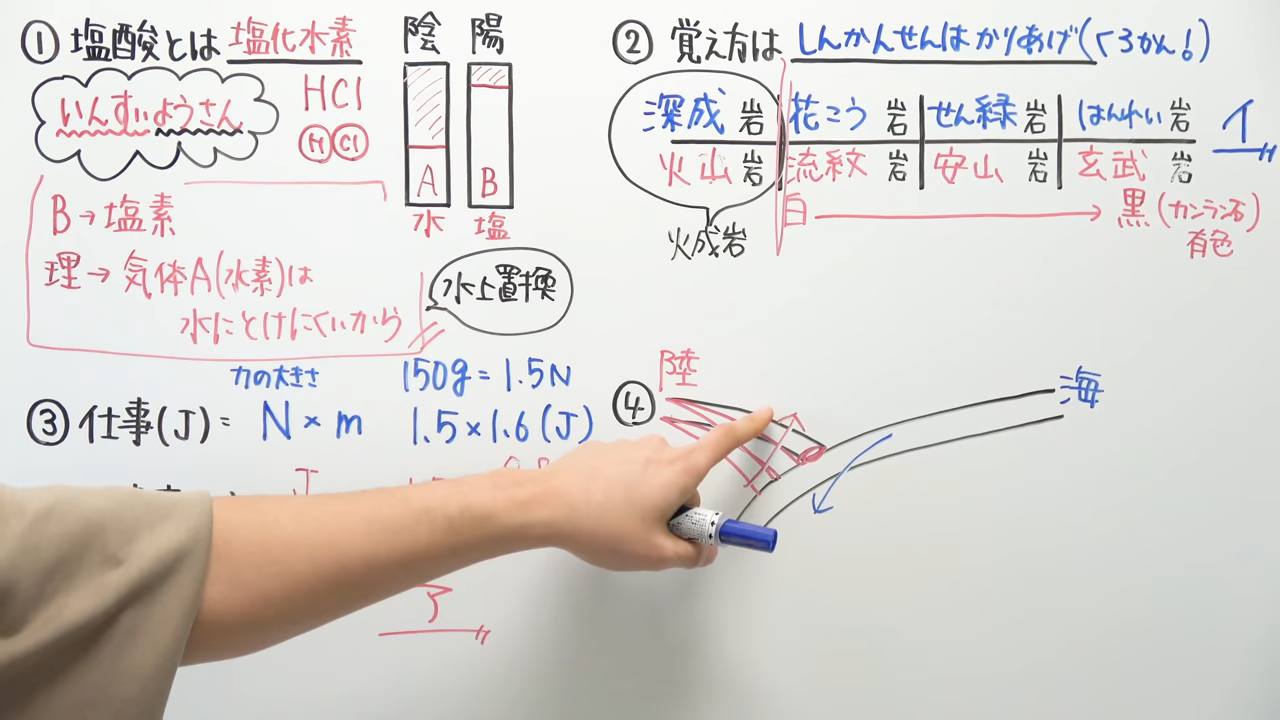 ① 塩酸とは 塩化水素
いんすいようさん
HCl
H Cl
陰 陽
A B
水 塩
B→塩素
理→気体A(水素)は
水にとけにくいから
水上置換
② 覚え方は しんかんせんはかりあげ(くろかん!)
深成岩 花こう岩 せん緑岩 はんれい岩
火山岩 流紋岩 安山岩 玄武岩
イ
白 → 黒(カンラン石)
有色
火成岩
力の大きさ 150g=1.5N
③ 仕事(J)= N×m 1.5×1.6(J)
J
ア
④ 陸 海